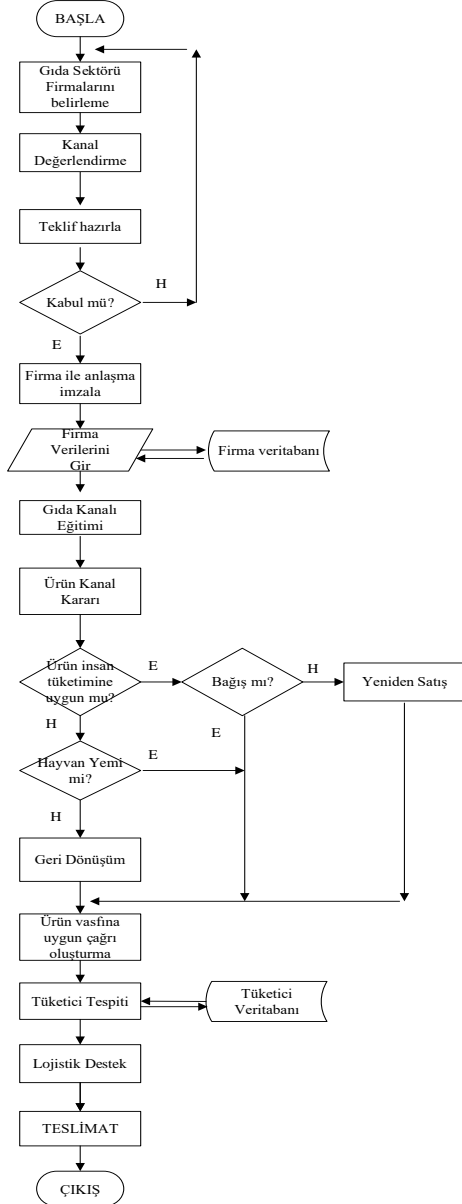 BAŞLA
Gıda Sektörü
Firmalarını
belirleme
Kanal
Değerlendirme
Teklif hazırla
Kabul mü?
H
E
Firma ile anlaşma
imzala
Firma
Verilerini
Gir
Firma veritabanı
Gıda Kanalı
Eğitimi
Ürün Kanal
Kararı
Ürün insan
tüketimine
uygun mu?
E
Bağış mı?
H
Yeniden Satış
H
E
Hayvan Yemi
mi?
E
H
Geri Dönüşüm
Ürün vasfına
uygun çağrı
oluşturma
Tüketici Tespiti
Tüketici
Veritabanı
Lojistik Destek
TESLİMAT
ÇIKIŞ